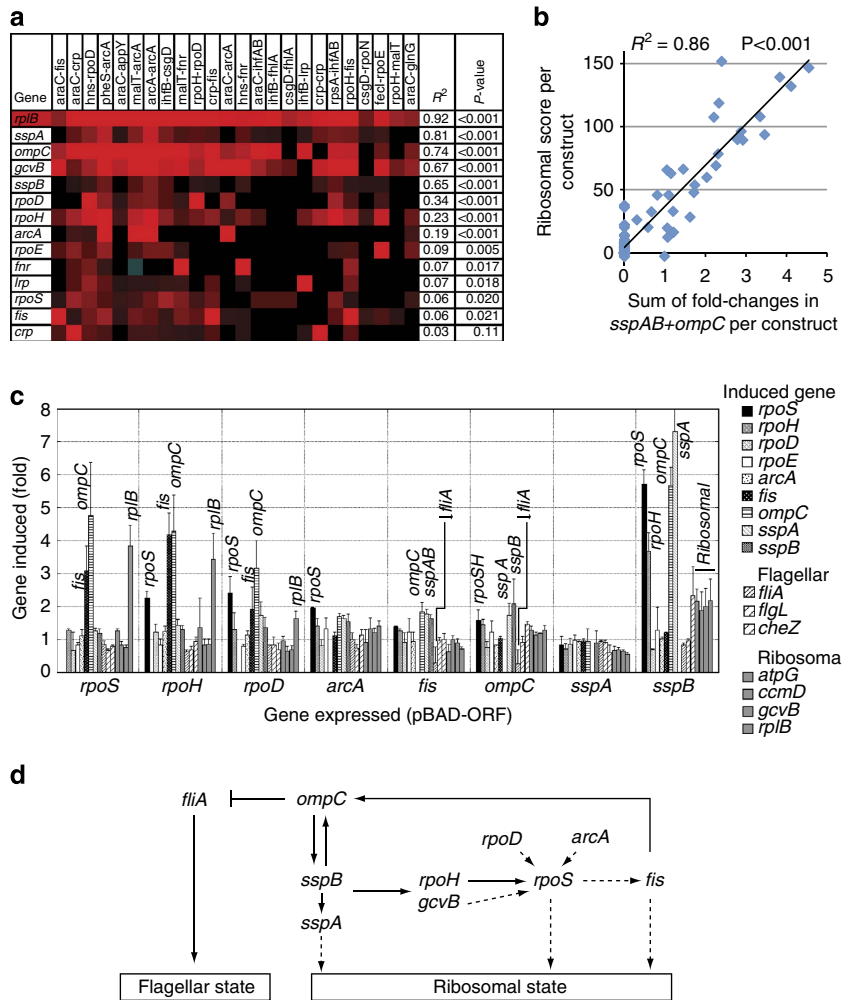 a
Gene
araC-fis
araC-crp
hns-rpoD
pheS-arcA
araC-appY
malT-arcA
arcA-arcA
ihfB-csgD
malT-fnr
rpoH-rpoD
crp-fis
araC-arcA
hns-fnr
araC-ihfAB
ihfB-fhlA
csgD-fhlA
ihfB-lrp
crp-crp
rpsA-ihfAB
rpoH-fis
csgD-rpoN
fecI-rpoE
rpoH-malT
araC-glnG
R²
P-value
rplB 0.92 <0.001
sspA 0.81 <0.001
ompC 0.74 <0.001
gcvB 0.67 <0.001
sspB 0.65 <0.001
rpoD 0.34 <0.001
rpoH 0.23 <0.001
arcA 0.19 <0.001
rpoE 0.09 0.005
fnr 0.07 0.017
lrp 0.07 0.018
rpoS 0.06 0.020
fis 0.06 0.021
crp 0.03 0.11
b
R² = 0.86 P<0.001
Ribosomal score per
construct
150
100
50
0
0 1 2 3 4 5
Sum of fold-changes in
sspAB+ompC per construct
c
Gene induced (fold)
8
7
6
5
4
3
2
1
0
fis
ompC
rplB
rpoS
fis
ompC
rplB
rpoS
fis
ompC
rplB
rpoS
ompC
sspAB
fliA
rpoSH
sspA
sspB
fliA
rpoS
rpoH
ompC
sspA
Ribosomal
rpoS rpoH rpoD arcA fis ompC sspA sspB
Gene expressed (pBAD-ORF)
Induced gene
rpoS
rpoH
rpoD
rpoE
arcA
fis
ompC
sspA
sspB
Flagellar
fliA
flgL
cheZ
Ribosoma
atpG
ccmD
gcvB
rplB
d
fliA ompC
rpoD arcA
sspB rpoH rpoS fis
gcvB
sspA
Flagellar state Ribosomal state